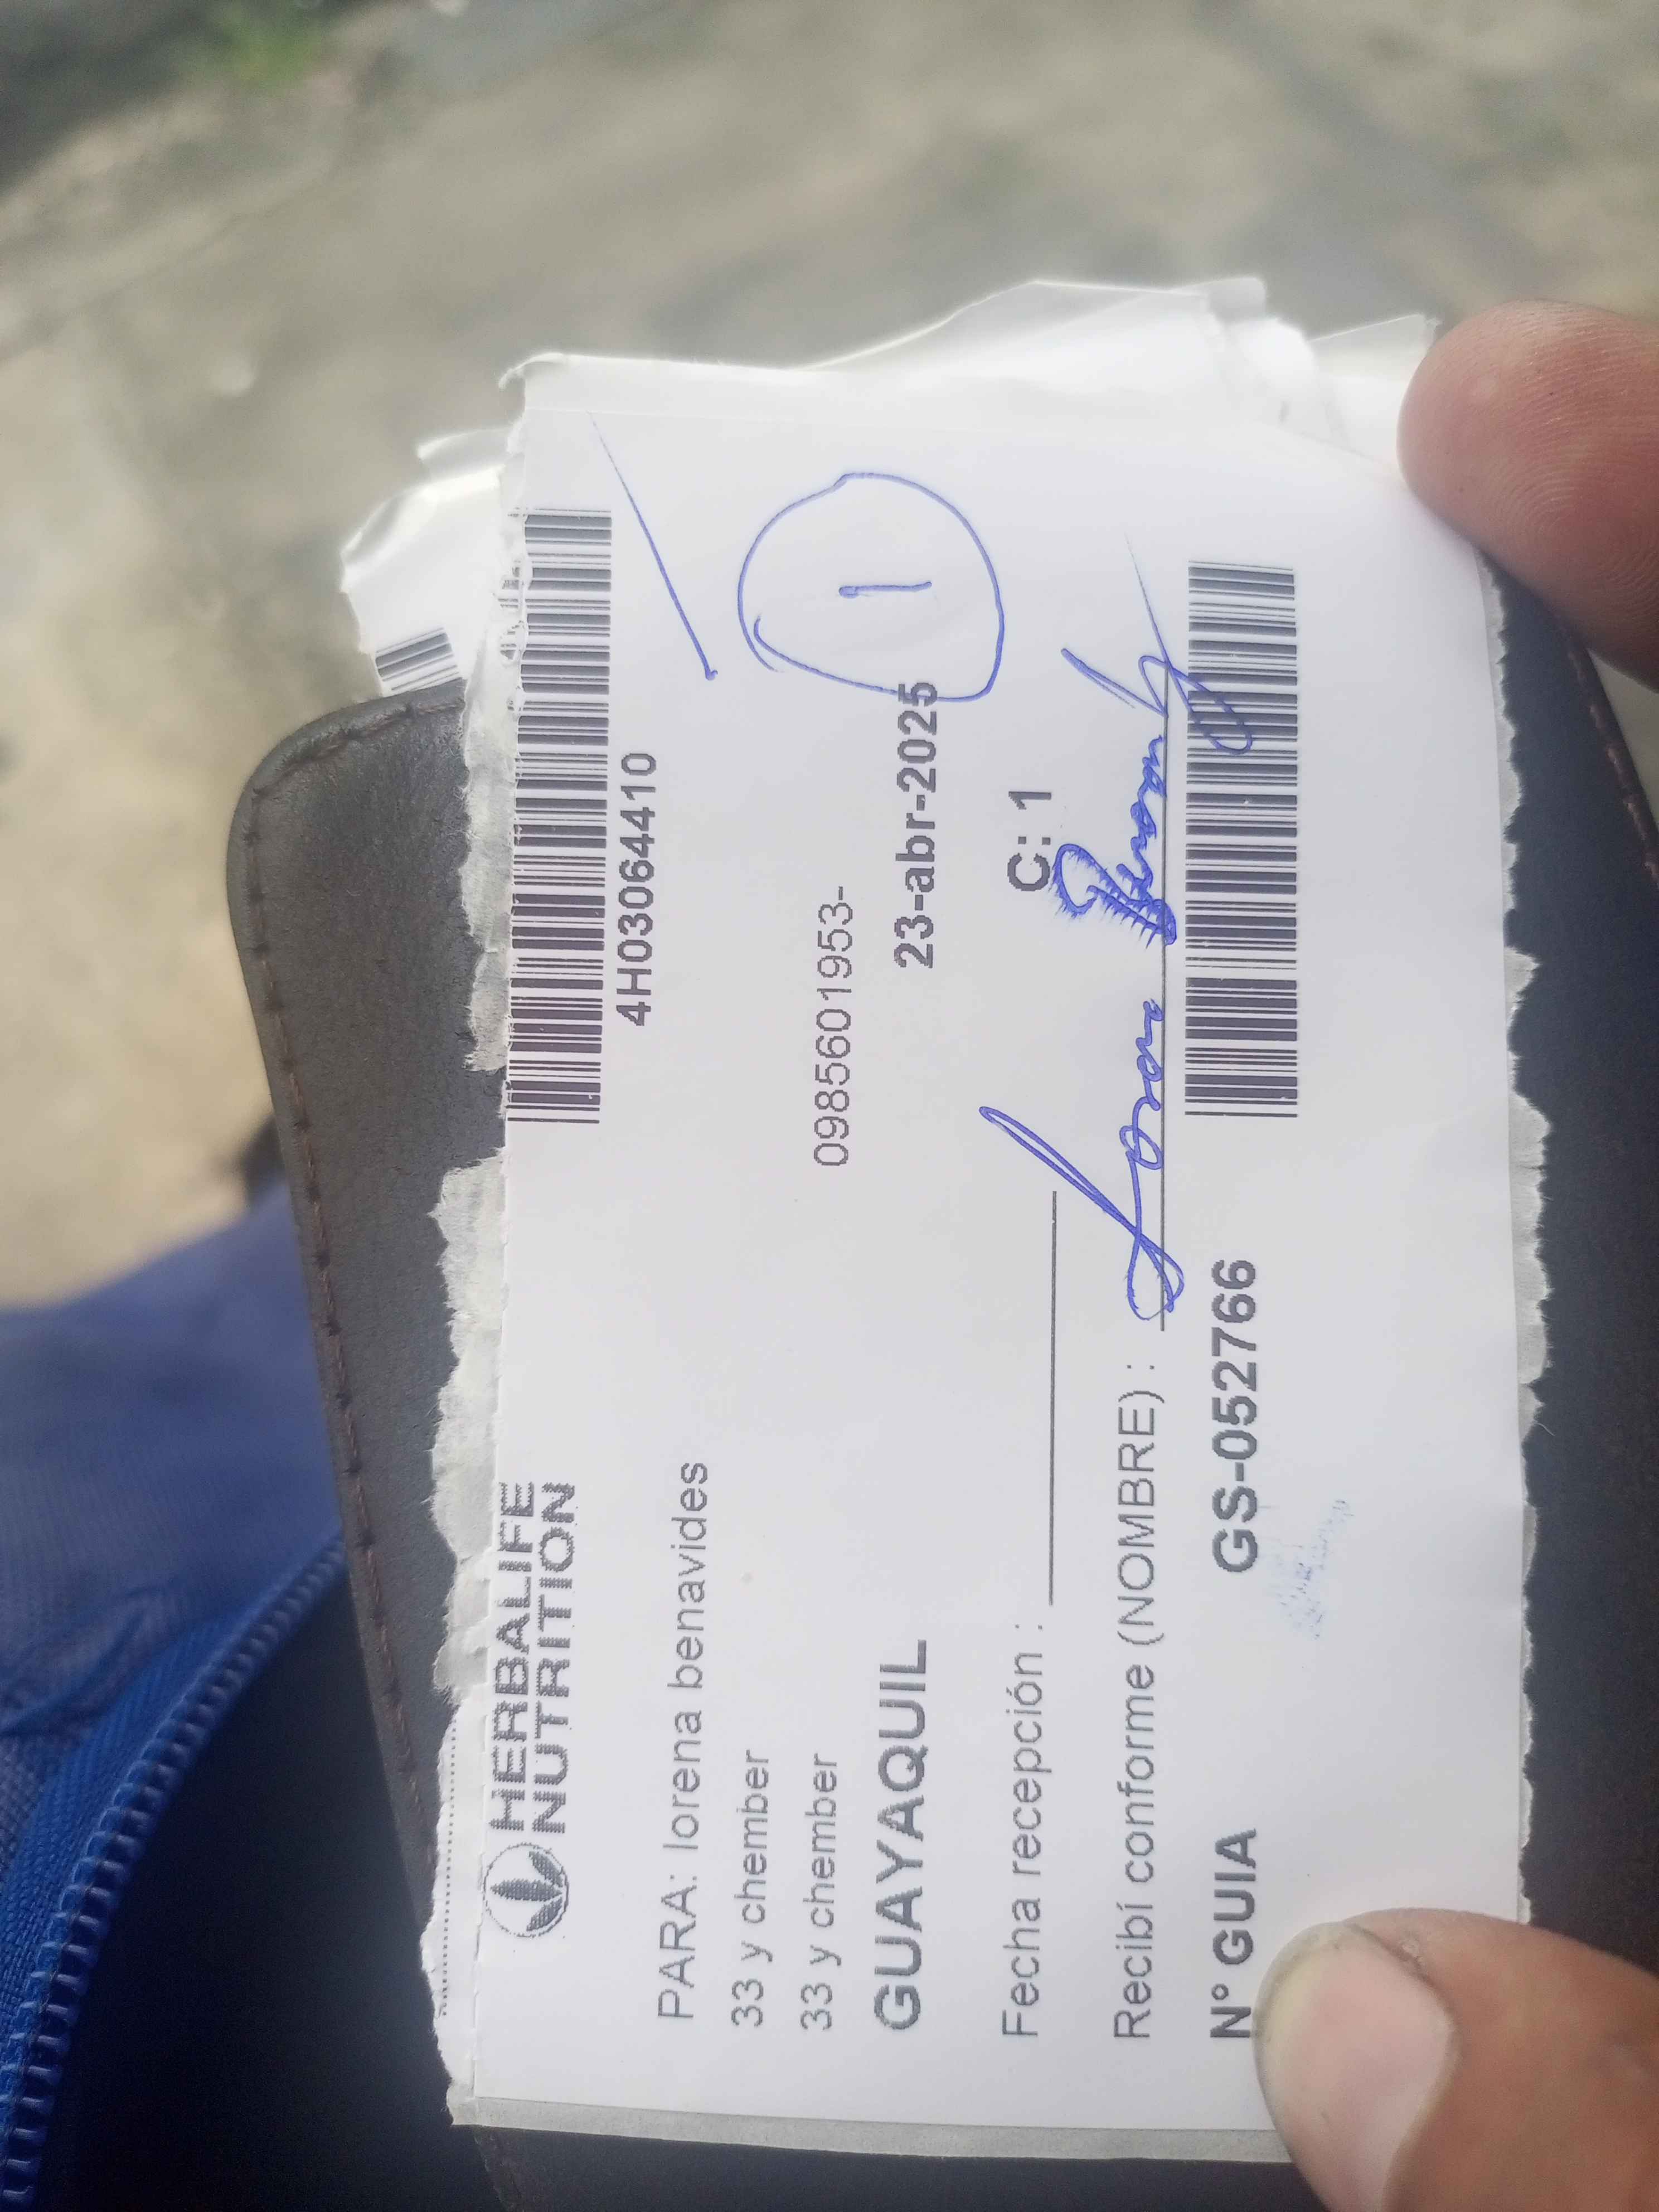 HERBALIFE
NUTRITION
4H03064410
PARA: lorena benavides
33 y chember
33 y chember
0985601953-
GUAYAQUIL
23-abr-2025
1
Fecha recepción :
C: 1
Recibí conforme (NOMBRE) :
N° GUIA GS-052766